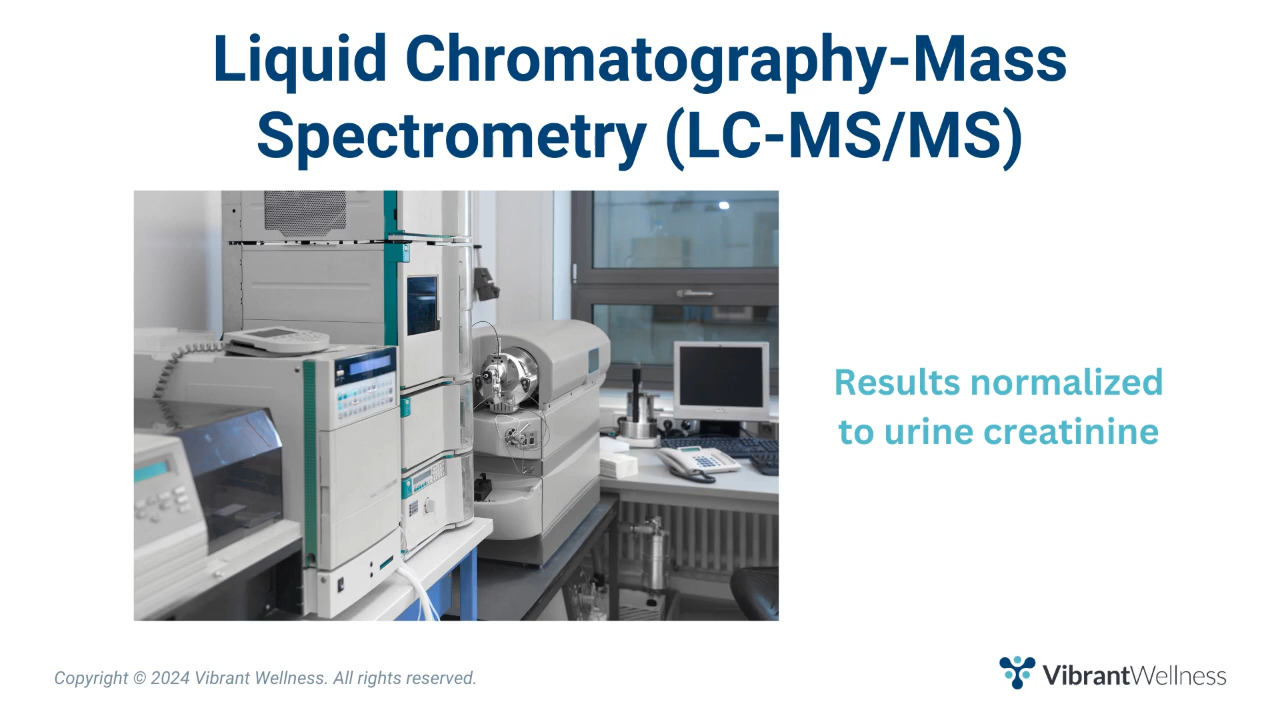 Liquid Chromatography-Mass
Spectrometry (LC-MS/MS)
Results normalized
to urine creatinine
Copyright © 2024 Vibrant Wellness. All rights reserved.
VibrantWellness